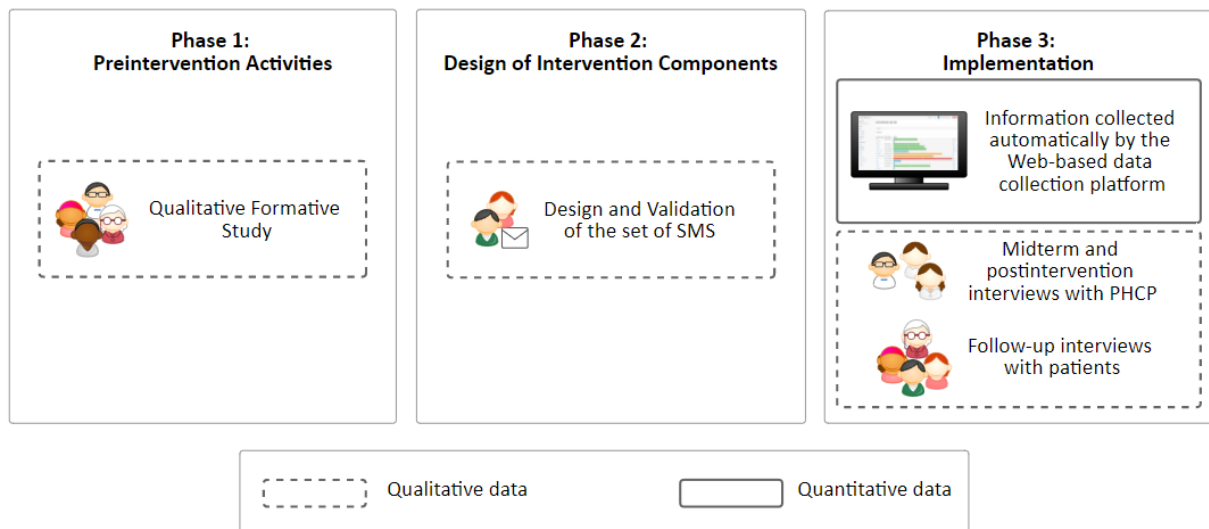 Phase 1:
Preintervention Activities
Qualitative Formative
Study
Phase 2:
Design of Intervention Components
Design and Validation
of the set of SMS
Phase 3:
Implementation
Information collected
automatically by the
Web-based data
collection platform
Midterm and
postintervention
interviews with PHCP
Follow-up interviews
with patients
Qualitative data
Quantitative data